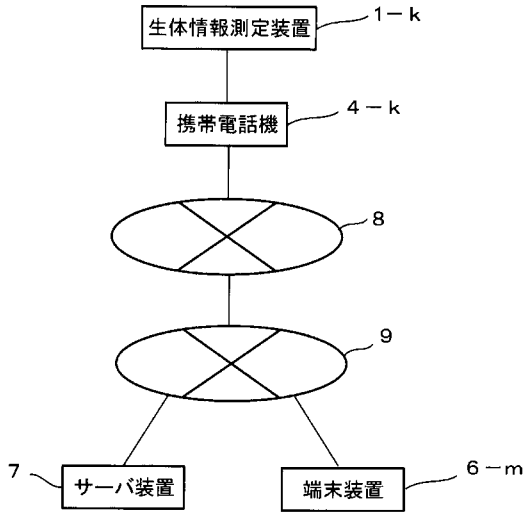 生体情報測定装置
1-k
携帯電話機
4-k
8
9
7
サーバ装置
端末装置
6-m